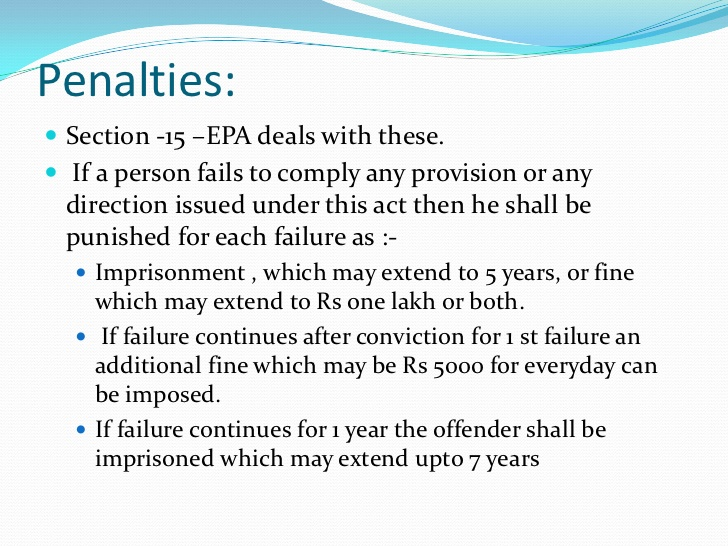 Penalties:
Section -15 –EPA deals with these.
If a person fails to comply any provision or any
direction issued under this act then he shall be
punished for each failure as :-
Imprisonment , which may extend to 5 years, or fine
which may extend to Rs one lakh or both.
If failure continues after conviction for 1 st failure an
additional fine which may be Rs 5000 for everyday can
be imposed.
If failure continues for 1 year the offender shall be
imprisoned which may extend upto 7 years